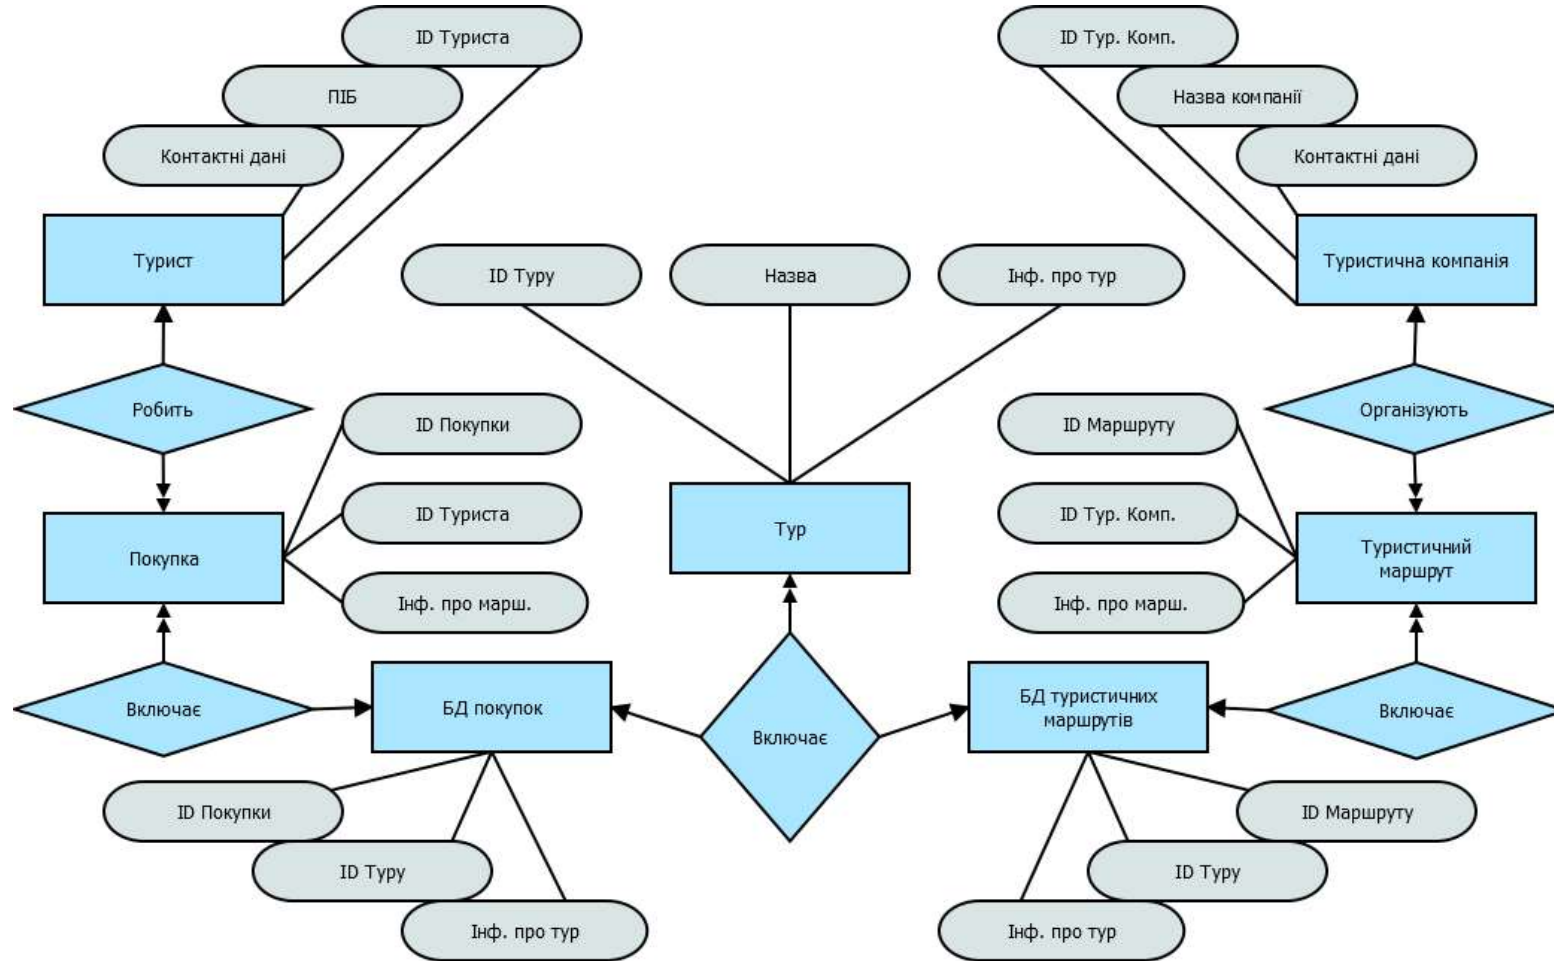 ID Туриста
ID Тур. Комп.
ПІБ
Назва компанії
Контактні дані
Контактні дані
Турист
Туристична компанія
ID Туру
Назва
Інф. про тур
Робить
Організують
ID Покупки
ID Маршруту
ID Туриста
ID Тур. Комп.
Тур
Покупка
Туристичний
маршрут
Інф. про марш.
Інф. про марш.
Включає
БД покупок
Включає
БД туристичних
маршрутів
Включає
ID Покупки
ID Маршруту
ID Туру
ID Туру
Інф. про тур
Інф. про тур